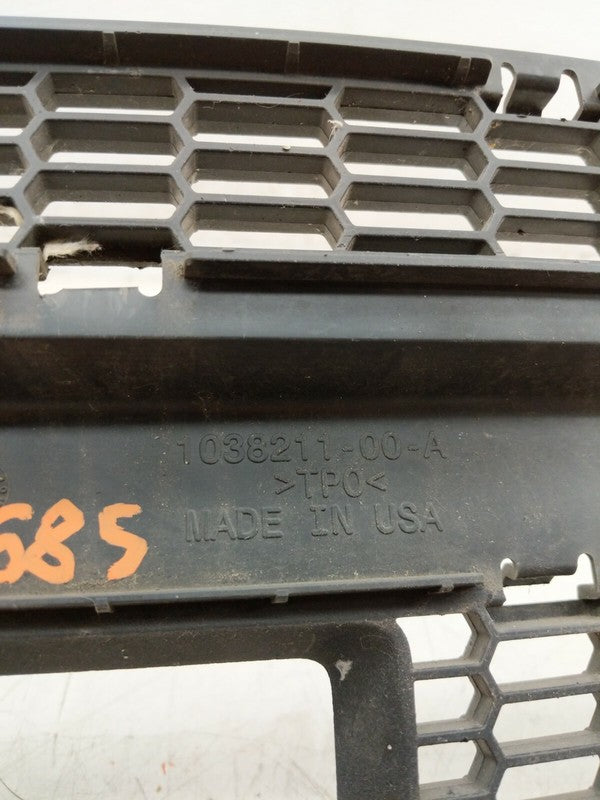 1038211-00-A
>TPO<
MADE IN USA
685